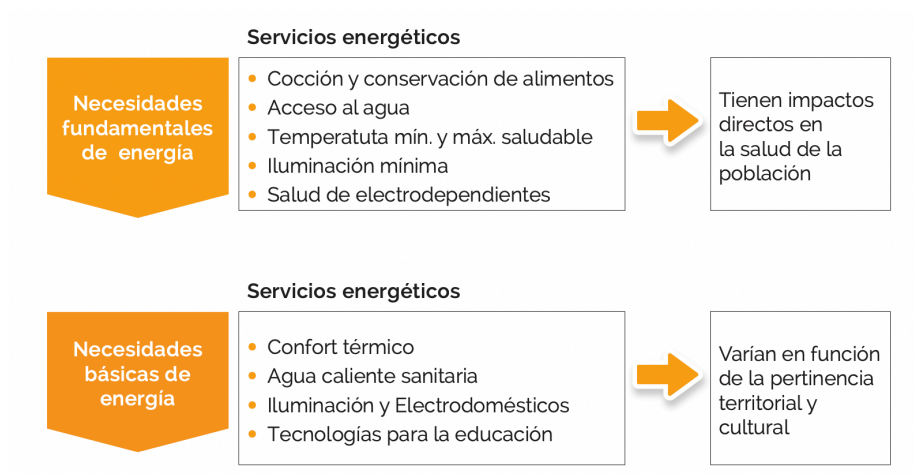 Servicios energéticos
Necesidades
fundamentales
de energía
Cocción y conservación de alimentos
Acceso al agua
Temperatuta mín. y máx. saludable
Iluminación mínima
Salud de electrodependientes
Tienen impactos
directos en
la salud de la
población
Servicios energéticos
Necesidades
básicas de
energía
Confort térmico
Agua caliente sanitaria
Iluminación y Electrodomésticos
Tecnologías para la educación
Varían en función
de la pertinencia
territorial y
cultural